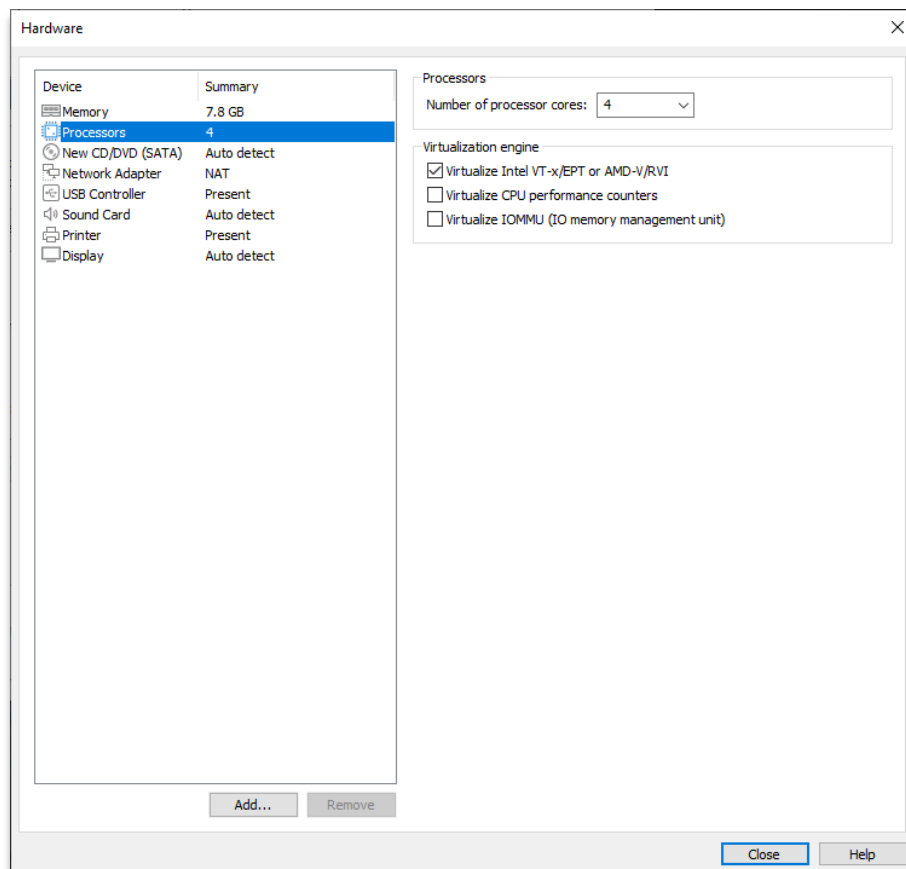 Hardware
Device Summary
Memory 7.8 GB
Processors 4
New CD/DVD (SATA) Auto detect
Network Adapter NAT
USB Controller Present
Sound Card Auto detect
Printer Present
Display Auto detect
Add... Remove
Processors
Number of processor cores: 4
Virtualization engine
Virtualize Intel VT-x/EPT or AMD-V/RVI
Virtualize CPU performance counters
Virtualize IOMMU (IO memory management unit)
Close Help